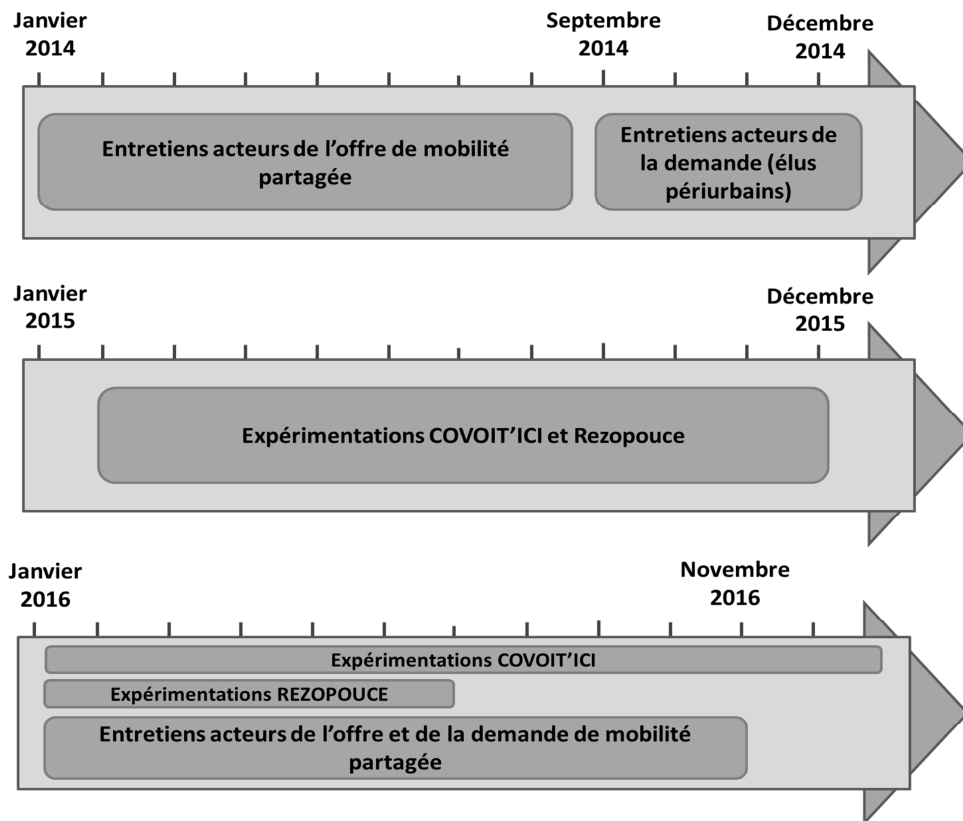 Janvier
2014
Septembre
2014
Décembre
2014
Entretiens acteurs de l'offre de mobilité
partagée
Entretiens acteurs de
la demande (élus
périurbains)
Janvier
2015
Décembre
2015
Expérimentations COVOIT'ICI et Rezopouce
Janvier
2016
Novembre
2016
Expérimentations COVOIT'ICI
Expérimentations REZOPOUCE
Entretiens acteurs de l'offre et de la demande de mobilité
partagée